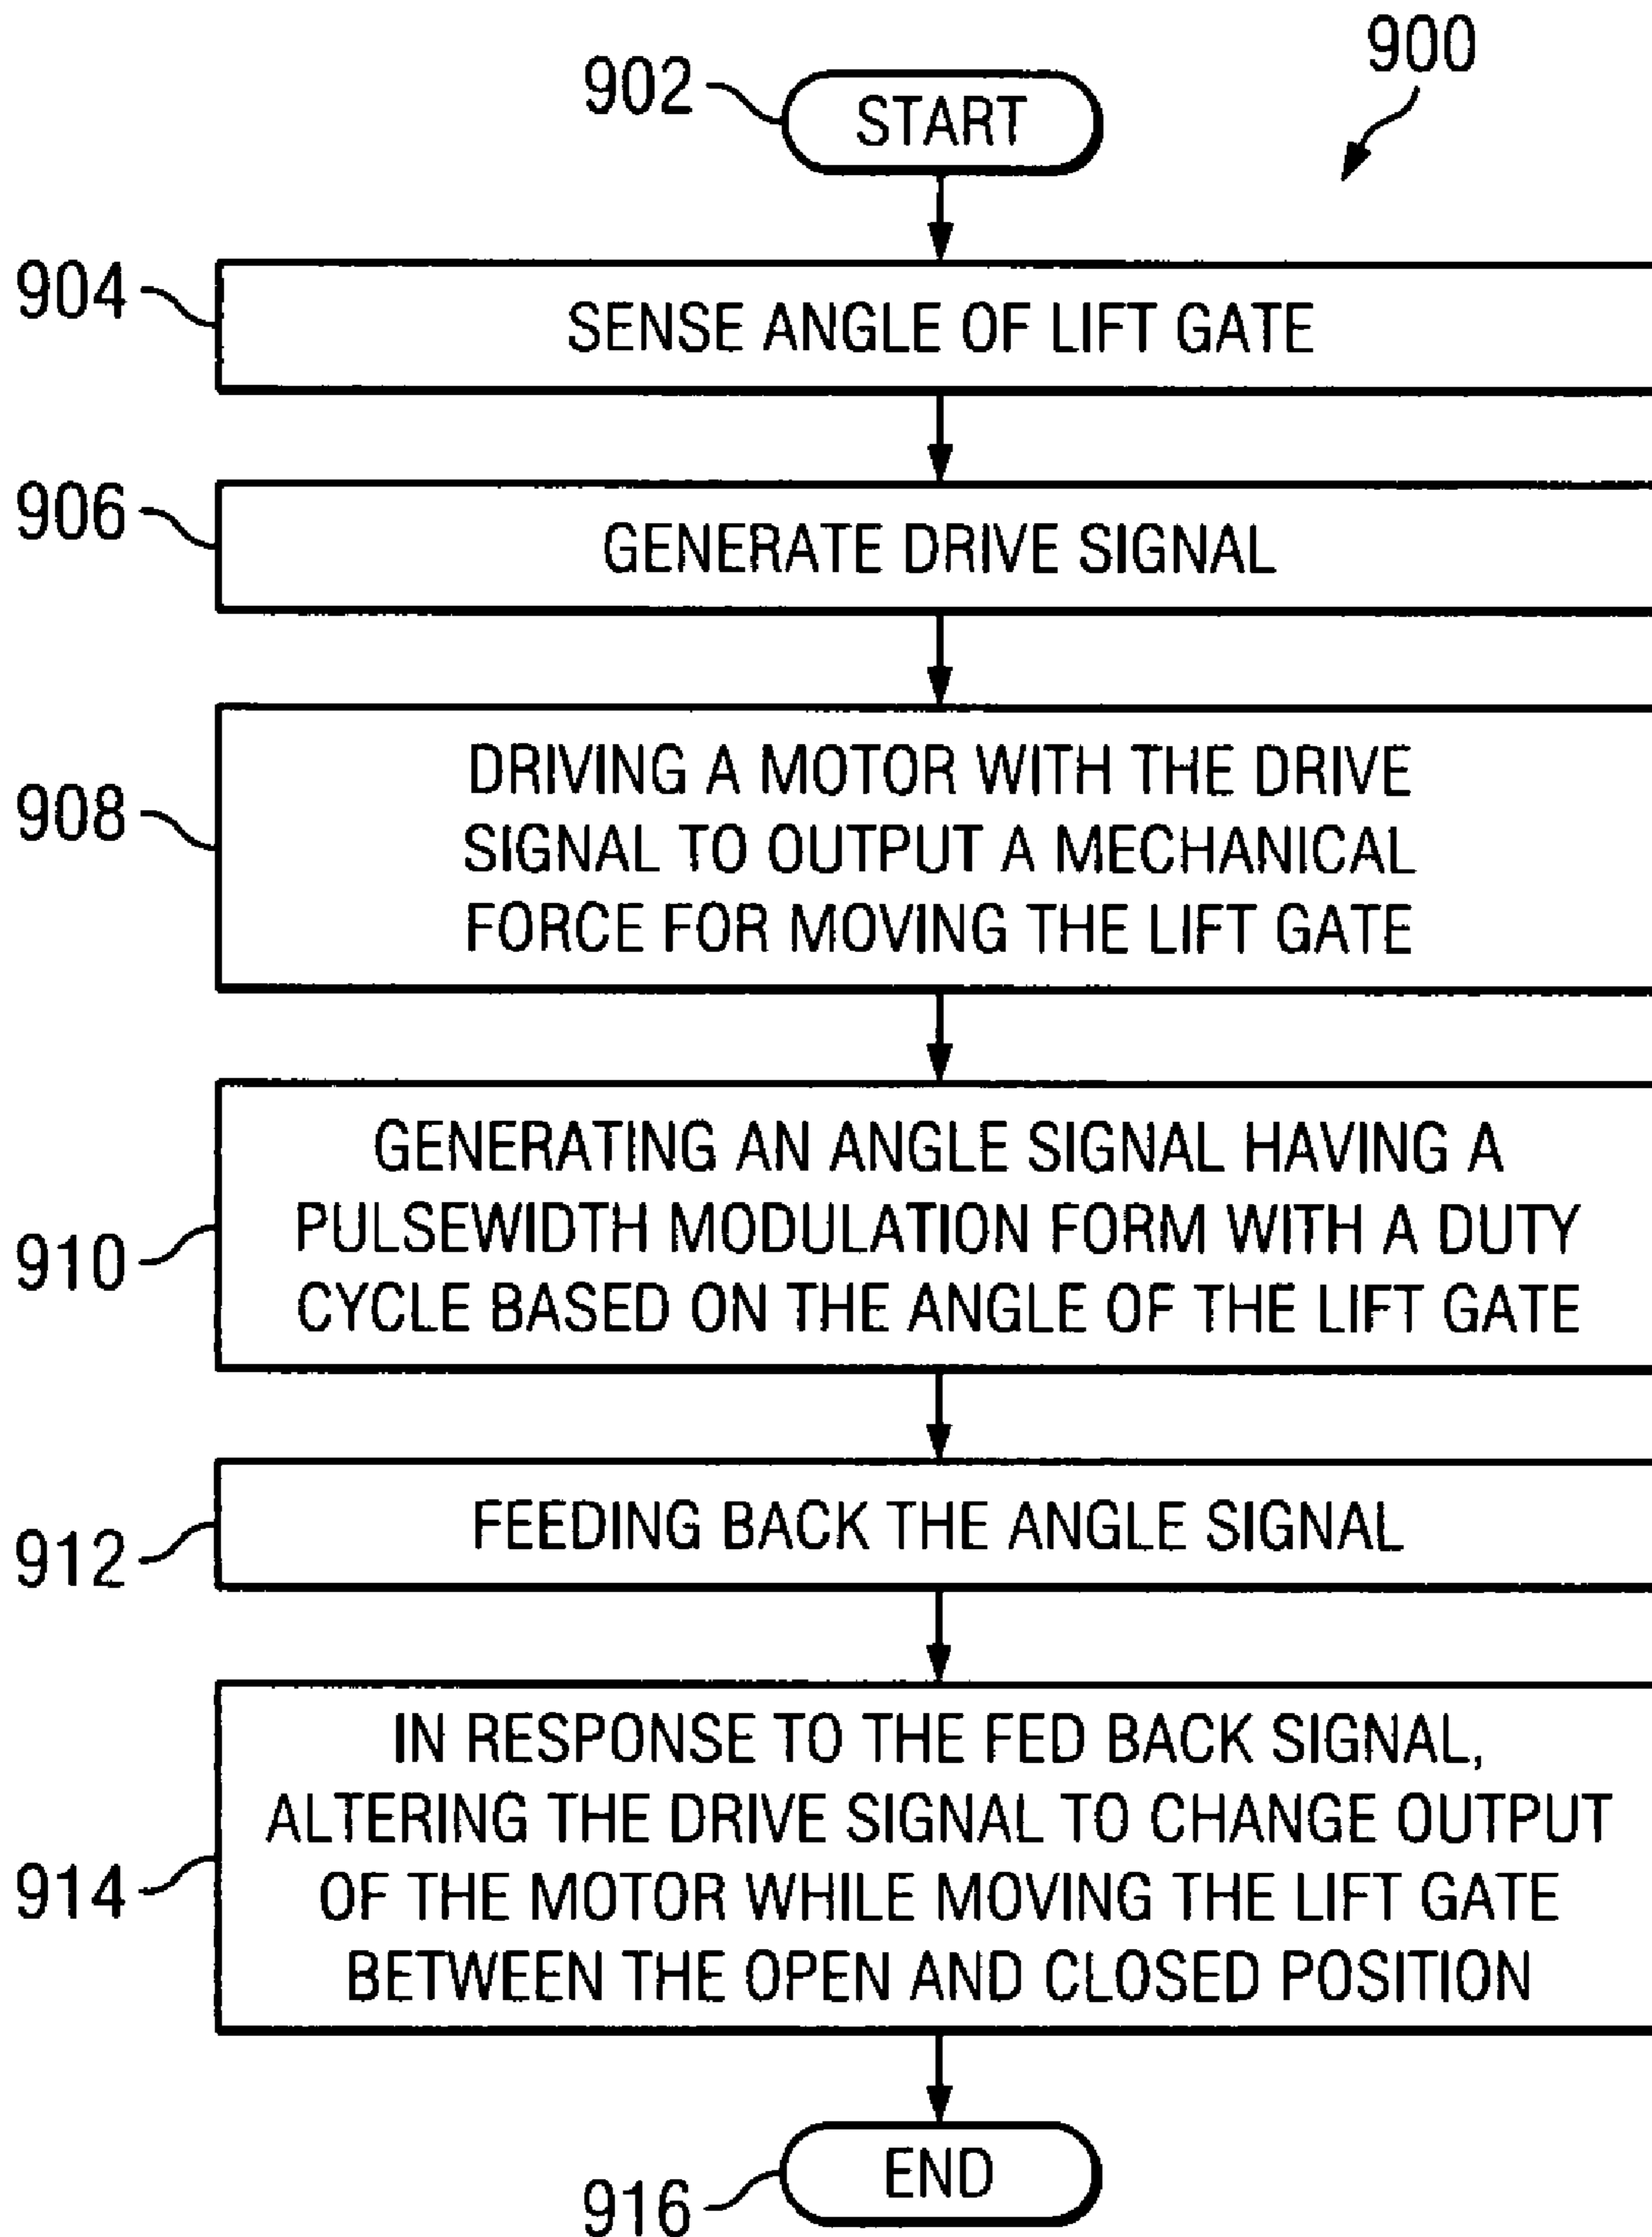 900
902
START
904
SENSE ANGLE OF LIFT GATE
906
GENERATE DRIVE SIGNAL
908
DRIVING A MOTOR WITH THE DRIVE
SIGNAL TO OUTPUT A MECHANICAL
FORCE FOR MOVING THE LIFT GATE
910
GENERATING AN ANGLE SIGNAL HAVING A
PULSEWIDTH MODULATION FORM WITH A DUTY
CYCLE BASED ON THE ANGLE OF THE LIFT GATE
912
FEEDING BACK THE ANGLE SIGNAL
914
IN RESPONSE TO THE FED BACK SIGNAL,
ALTERING THE DRIVE SIGNAL TO CHANGE OUTPUT
OF THE MOTOR WHILE MOVING THE LIFT GATE
BETWEEN THE OPEN AND CLOSED POSITION
916
END